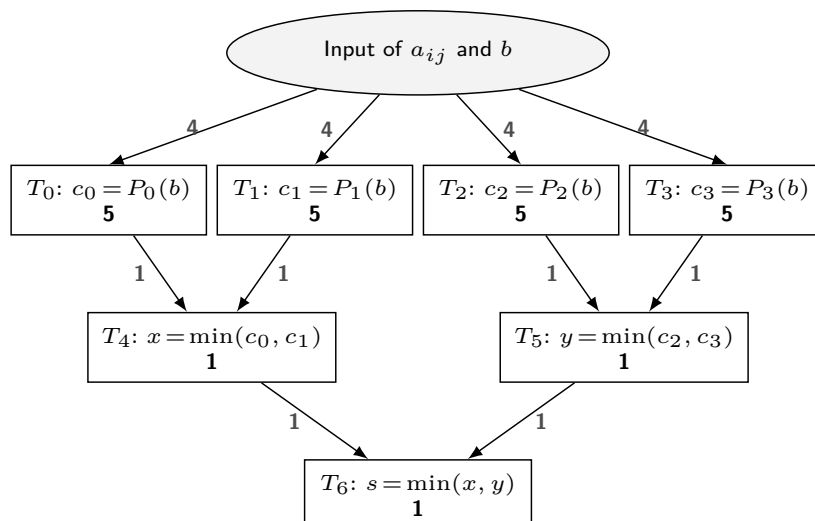 Input of a_{ij} and b
4 4 4 4
T_0: c_0 = P_0(b)
5
T_1: c_1 = P_1(b)
5
T_2: c_2 = P_2(b)
5
T_3: c_3 = P_3(b)
5
1 1 1 1
T_4: x = min(c_0, c_1)
1
T_5: y = min(c_2, c_3)
1
1 1
T_6: s = min(x, y)
1